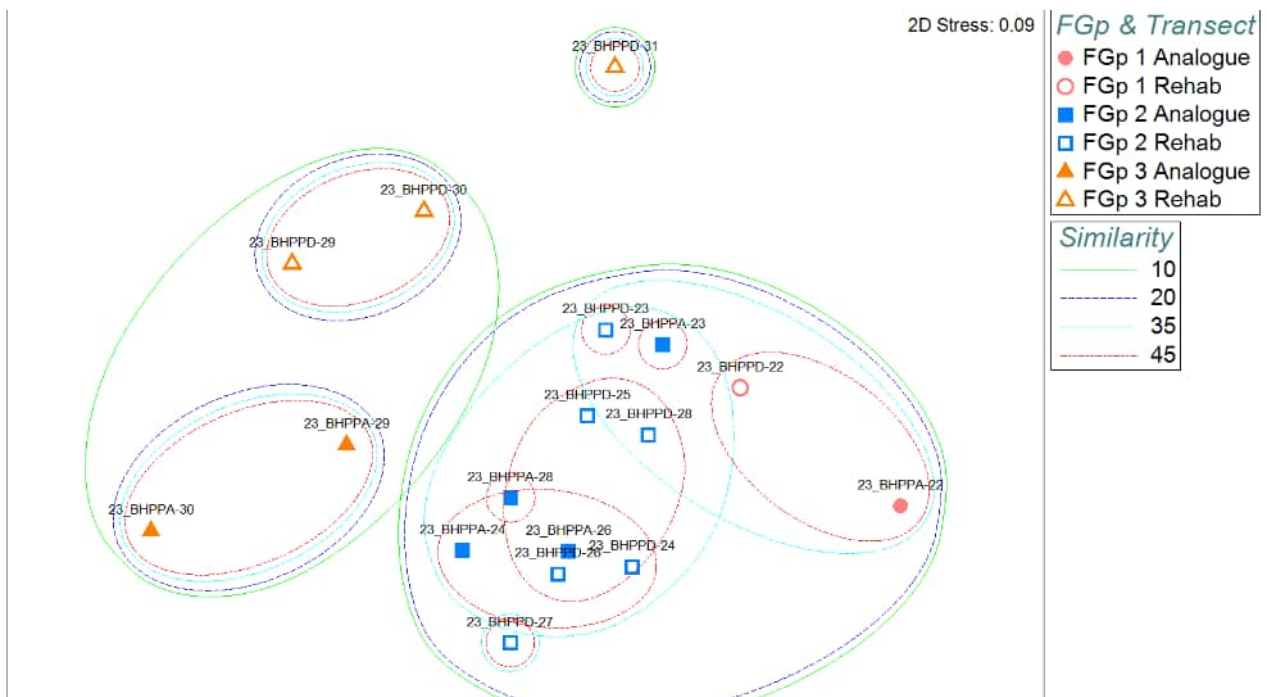 2D Stress: 0.09
FGp & Transect
FGp 1 Analogue
FGp 1 Rehab
FGp 2 Analogue
FGp 2 Rehab
FGp 3 Analogue
FGp 3 Rehab
Similarity
10
20
35
45
23_BHPPD-31
23_BHPPD-30
23_BHPPD-29
23_BHPPD-23
23_BHPPA-23
23_BHPPD-22
23_BHPPD-25
23_BHPPD-28
23_BHPPA-29
23_BHPPA-28
23_BHPPA-22
23_BHPPA-30
23_BHPPA-24
23_BHPPA-26
23_BHPPD-26
23_BHPPD-24
23_BHPPD-27